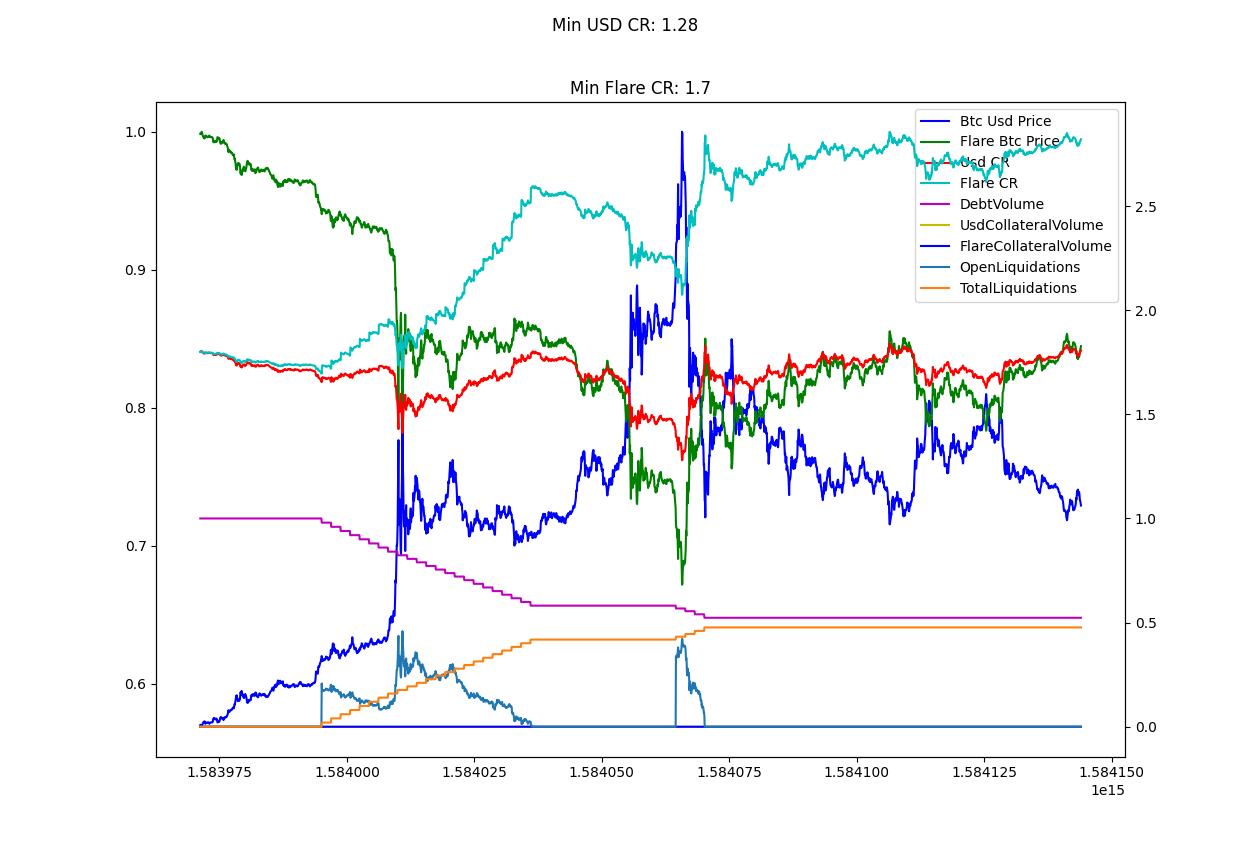 Min USD CR: 1.28
Min Flare CR: 1.7
Btc Usd Price
Flare Btc Price
Usd CR
Flare CR
DebtVolume
UsdCollateralVolume
FlareCollateralVolume
OpenLiquidations
TotalLiquidations
1.0
0.9
0.8
0.7
0.6
2.5
2.0
1.5
1.0
0.5
0.0
1.583975 1.584000 1.584025 1.584050 1.584075 1.584100 1.584125 1.584150
1e15